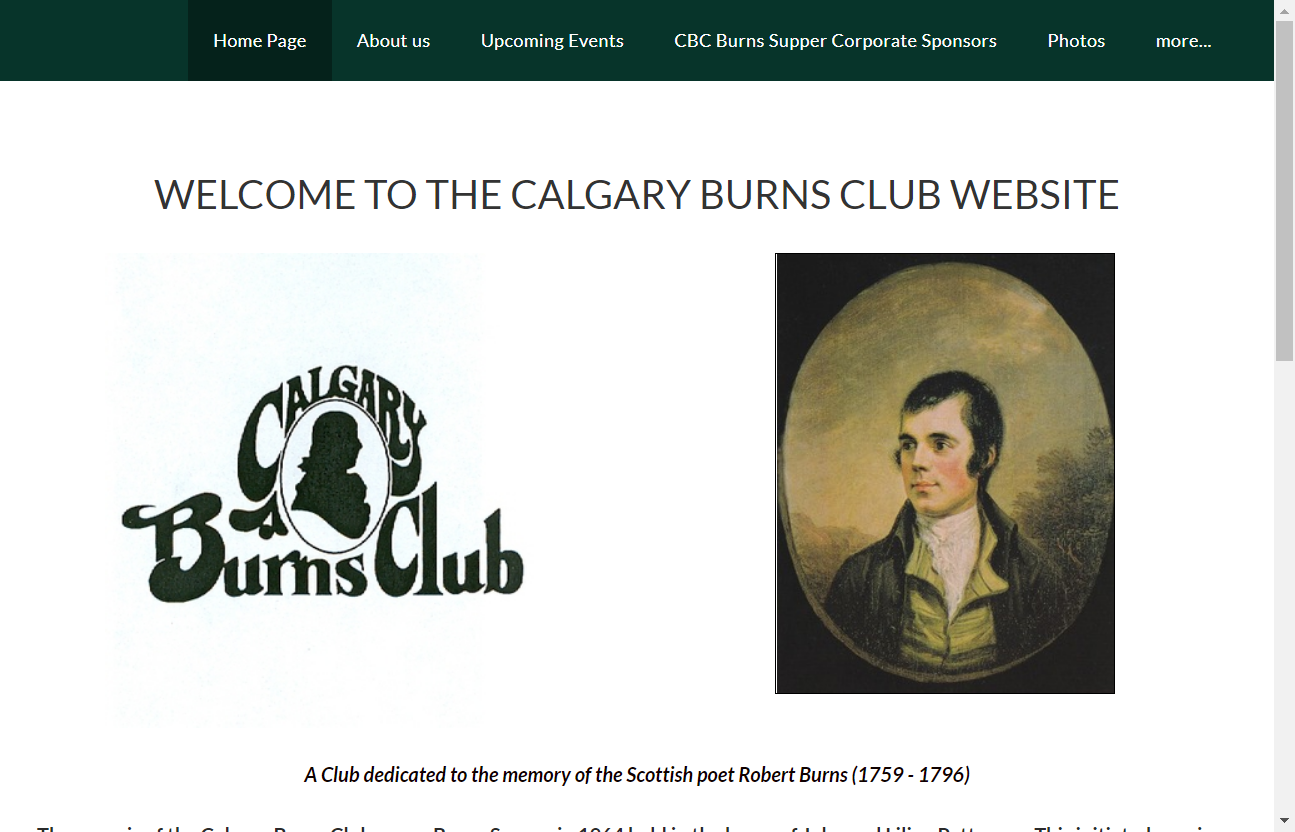 Home Page
About us
Upcoming Events
CBC Burns Supper Corporate Sponsors
Photos
more...
WELCOME TO THE CALGARY BURNS CLUB WEBSITE
CALGARY
Burns Club
A Club dedicated to the memory of the Scottish poet Robert Burns (1759 - 1796)